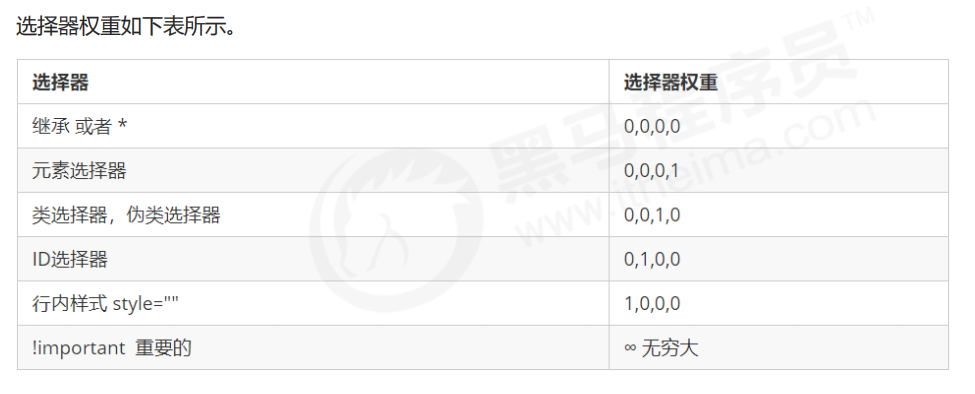 选择器权重如下表所示。
选择器 选择器权重
继承 或者 * 0,0,0,0
元素选择器 0,0,0,1
类选择器，伪类选择器 0,0,1,0
ID选择器 0,1,0,0
行内样式 style="" 1,0,0,0
!important 重要的 ∞ 无穷大
黑马程序员™
www.itheima.com